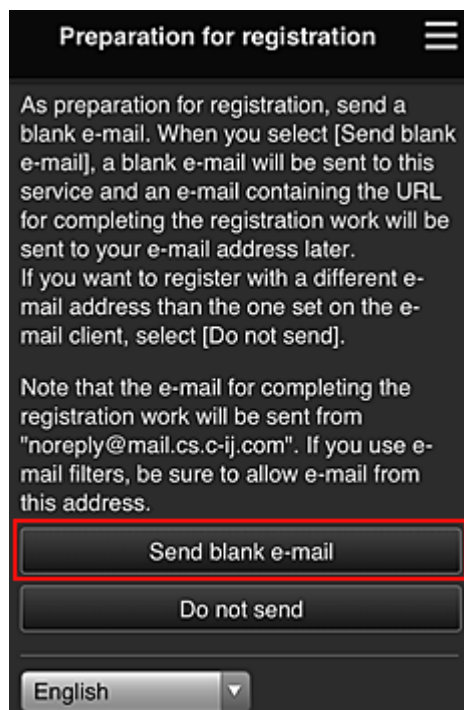 Preparation for registration
As preparation for registration, send a
blank e-mail. When you select [Send blank
e-mail], a blank e-mail will be sent to this
service and an e-mail containing the URL
for completing the registration work will be
sent to your e-mail address later.
If you want to register with a different e-
mail address than the one set on the e-
mail client, select [Do not send].
Note that the e-mail for completing the
registration work will be sent from
"noreply@mail.cs.c-ij.com". If you use e-
mail filters, be sure to allow e-mail from
this address.
Send blank e-mail
Do not send
English